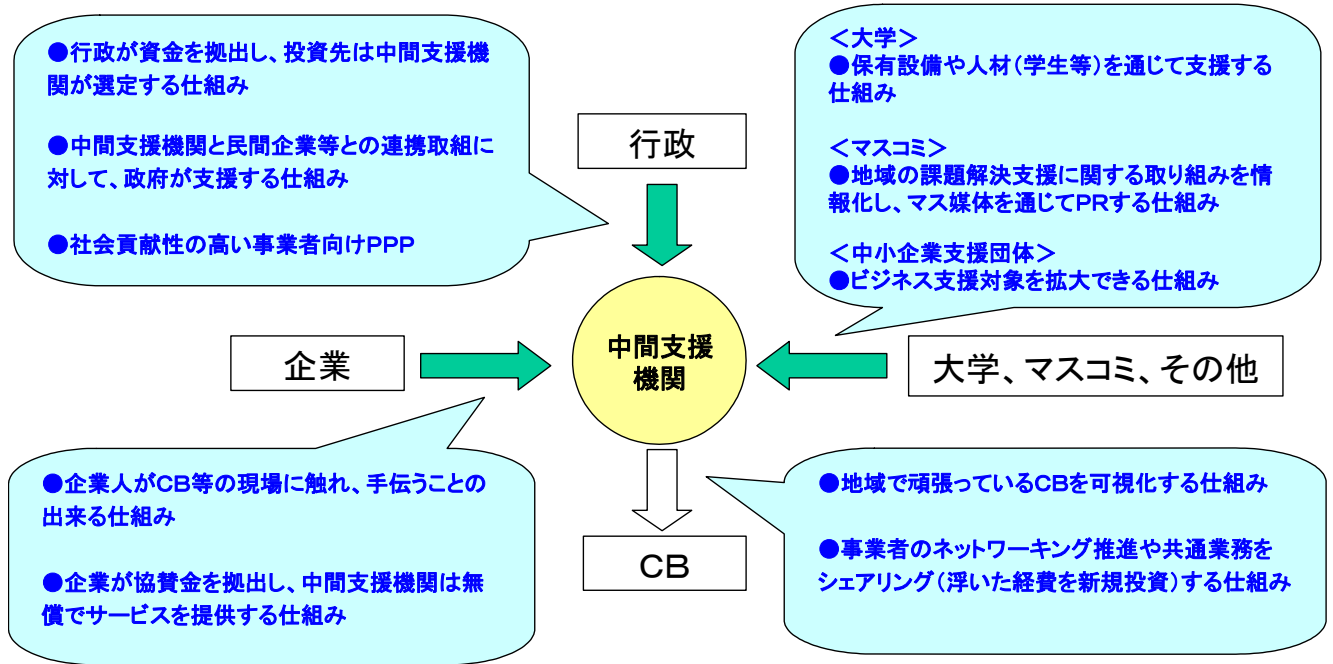 ●行政が資金を拠出し、投資先は中間支援機
関が選定する仕組み
●中間支援機関と民間企業等との連携取組に
対して、政府が支援する仕組み
●社会貢献性の高い事業者向けPPP
行政
＜大学＞
●保有設備や人材（学生等）を通じて支援する
仕組み
＜マスコミ＞
●地域の課題解決支援に関する取り組みを情
報化し、マス媒体を通じてPRする仕組み
＜中小企業支援団体＞
●ビジネス支援対象を拡大できる仕組み
企業
中間支援
機関
大学、マスコミ、その他
●企業人がCB等の現場に触れ、手伝うことの
出来る仕組み
●企業が協賛金を拠出し、中間支援機関は無
償でサービスを提供する仕組み
CB
●地域で頑張っているCBを可視化する仕組み
●事業者のネットワーキング推進や共通業務を
シェアリング（浮いた経費を新規投資）する仕組み